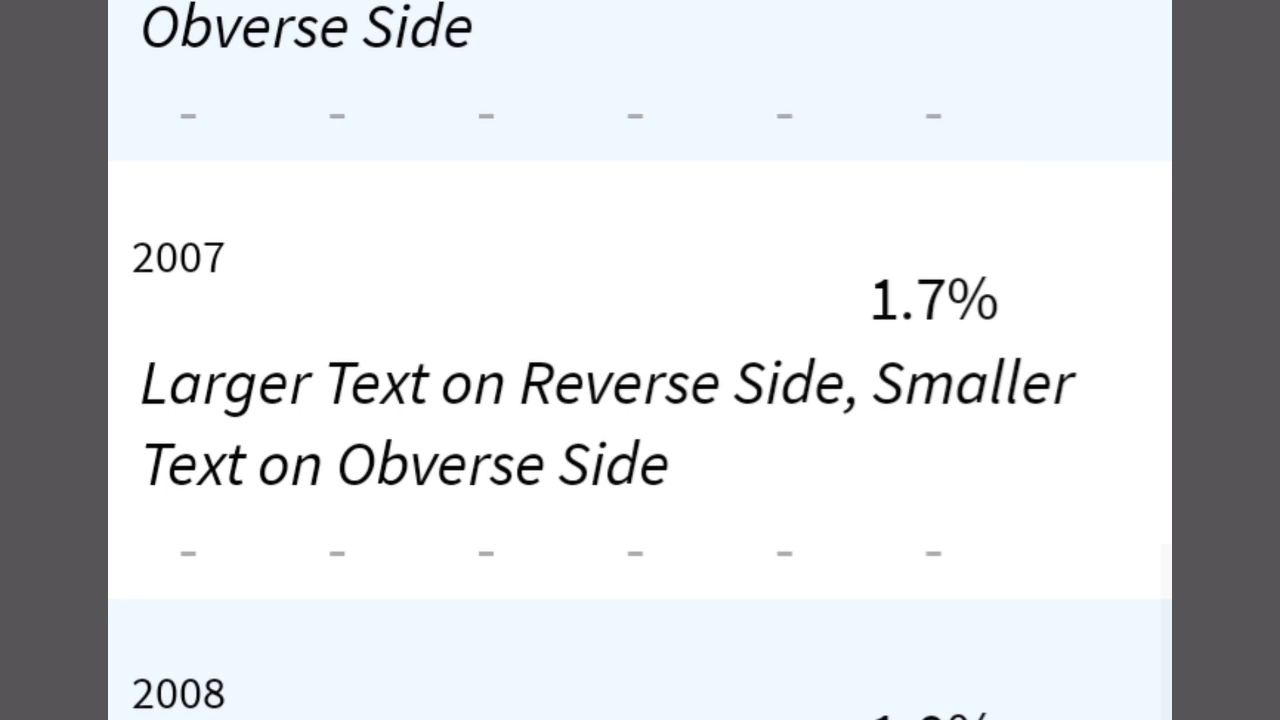 Obverse Side
- - - - - -
2007
1.7%
Larger Text on Reverse Side, Smaller
Text on Obverse Side
- - - - - -
2008